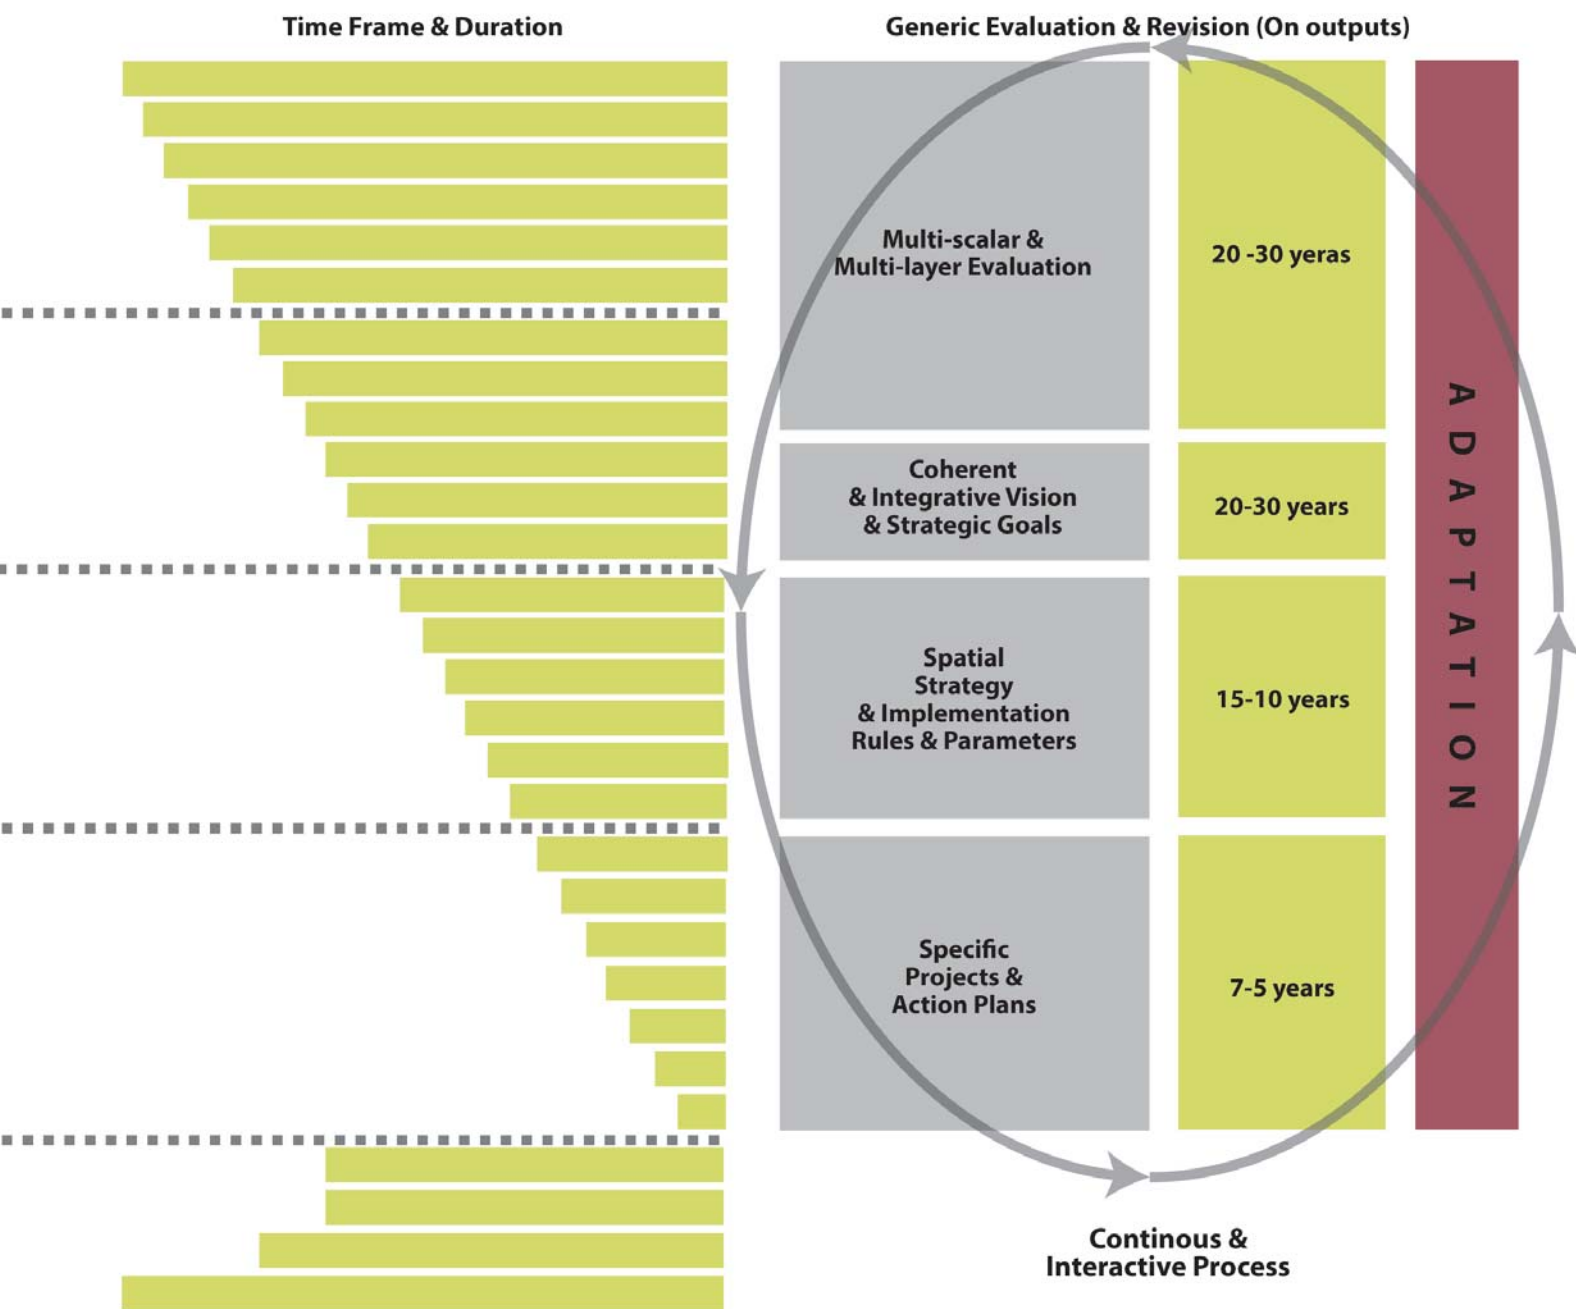 Time Frame & Duration
Generic Evaluation & Revision (On outputs)
Multi-scalar &
Multi-layer Evaluation
20 -30 yeras
Coherent
& Integrative Vision
& Strategic Goals
20-30 years
Spatial
Strategy
& Implementation
Rules & Parameters
15-10 years
Specific
Projects &
Action Plans
7-5 years
ADAPTATION
Continous &
Interactive Process